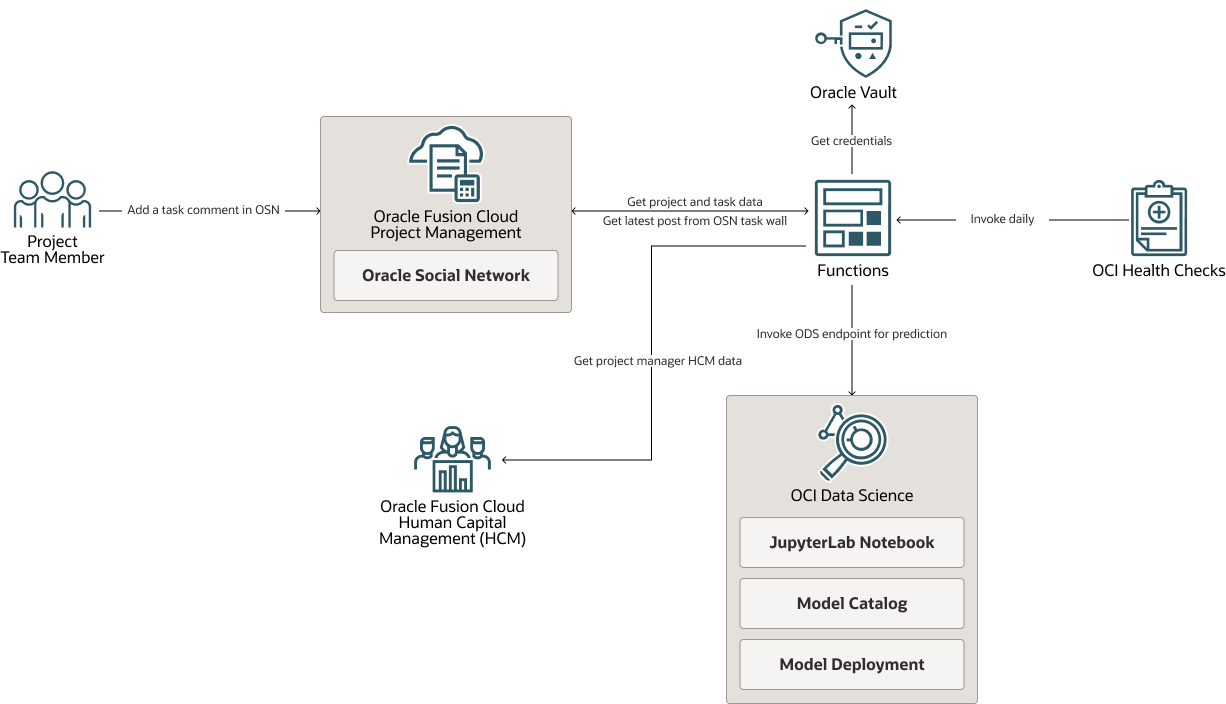 Oracle Vault
Get credentials
Project
Team Member
Add a task comment in OSN
Oracle Fusion Cloud
Project Management
Oracle Social Network
Get project and task data
Get latest post from OSN task wall
Functions
Invoke daily
OCI Health Checks
Invoke ODS endpoint for prediction
Get project manager HCM data
Oracle Fusion Cloud
Human Capital
Management (HCM)
OCI Data Science
JupyterLab Notebook
Model Catalog
Model Deployment